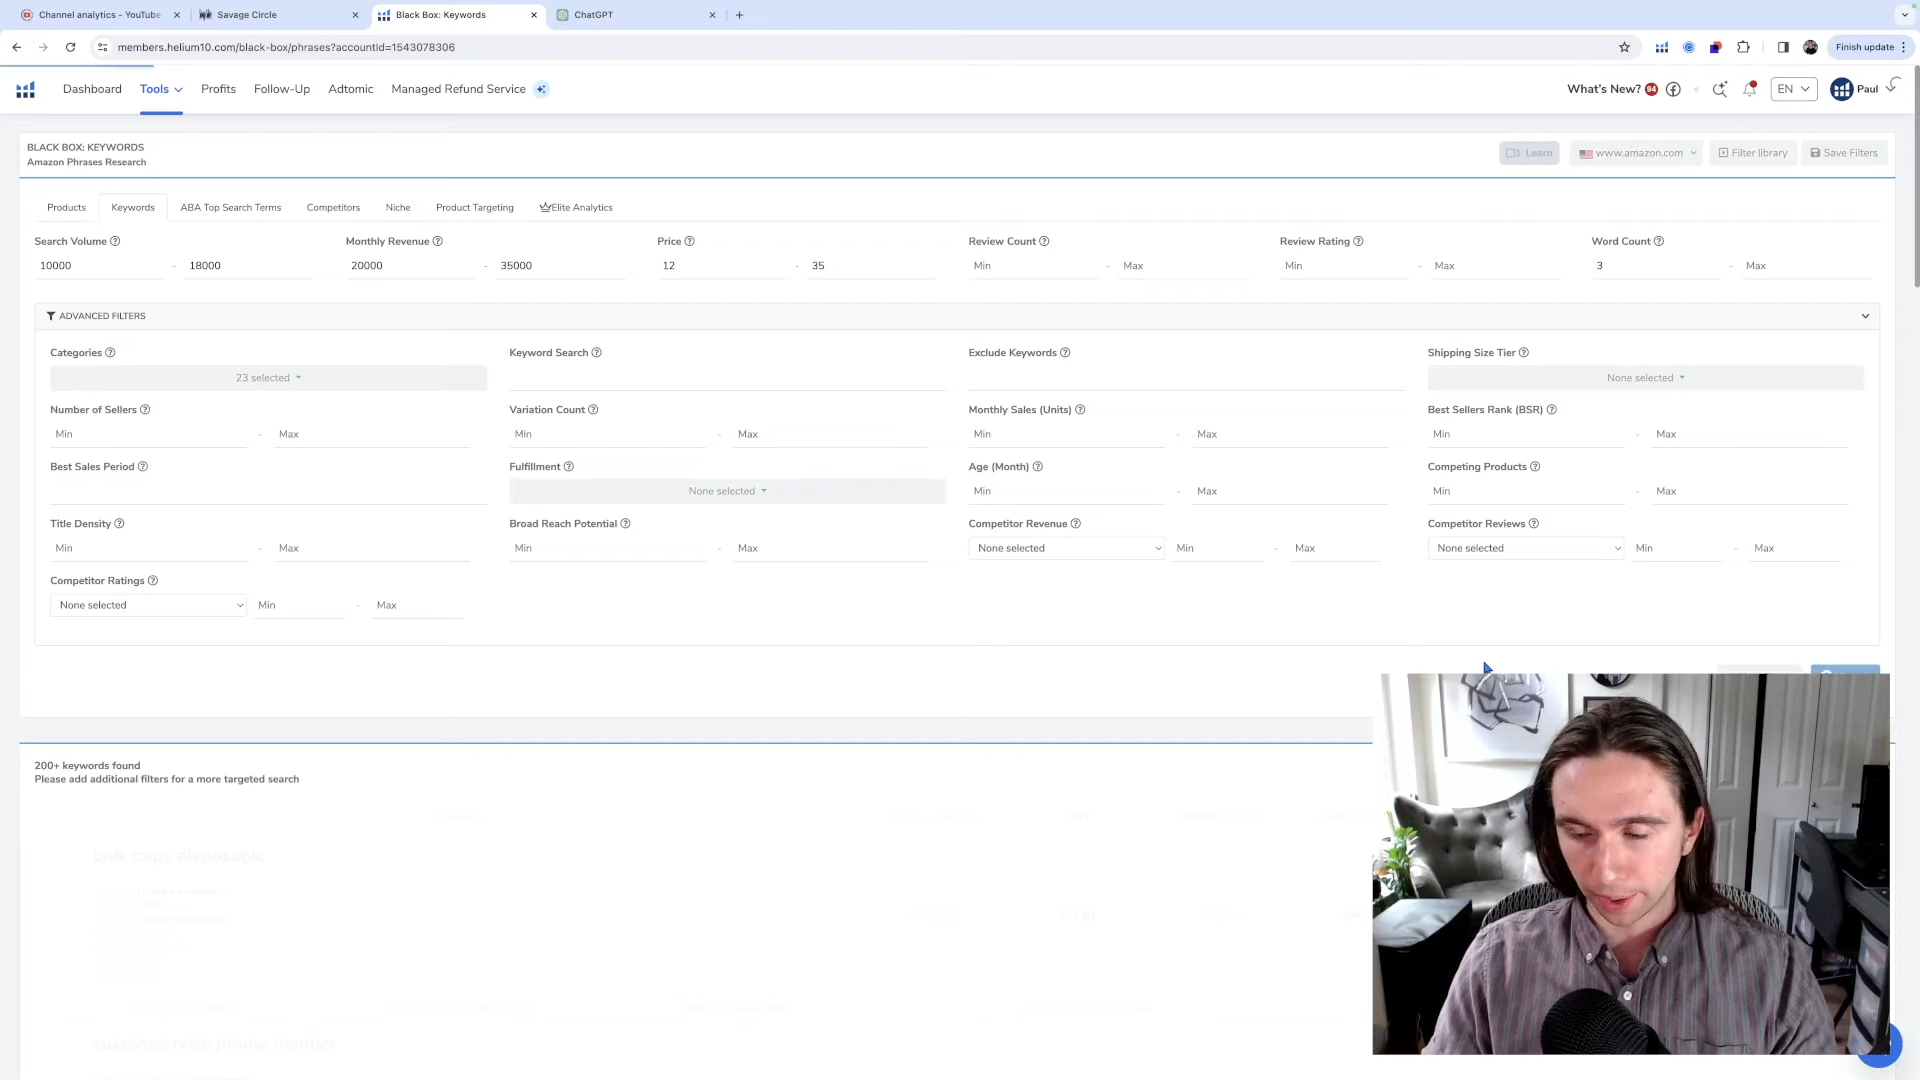 Channel analytics - YouTube
Savage Circle
Black Box: Keywords
ChatGPT
members.helium10.com/black-box/phrases?accountId=1543078306
Finish update
Dashboard
Tools
Profits
Follow-Up
Adtomic
Managed Refund Service
What's New? 94
EN
Paul
BLACK BOX: KEYWORDS
Amazon Phrases Research
Learn
www.amazon.com
Filter library
Save Filters
Products
Keywords
ABA Top Search Terms
Competitors
Niche
Product Targeting
Elite Analytics
Search Volume
Monthly Revenue
Price
Review Count
Review Rating
Word Count
10000 - 18000
20000 - 35000
12 - 35
Min - Max
Min - Max
3 - Max
ADVANCED FILTERS
Categories
Keyword Search
Exclude Keywords
Shipping Size Tier
23 selected
None selected
Number of Sellers
Variation Count
Monthly Sales (Units)
Best Sellers Rank (BSR)
Min - Max
Min - Max
Min - Max
Min - Max
Best Sales Period
Fulfillment
Age (Month)
Competing Products
None selected
Min - Max
Min - Max
Title Density
Broad Reach Potential
Competitor Revenue
Competitor Reviews
Min - Max
Min - Max
None selected Min - Max
None selected Min - Max
Competitor Ratings
None selected Min - Max
200+ keywords found
Please add additional filters for a more targeted search
bulk cups disposable